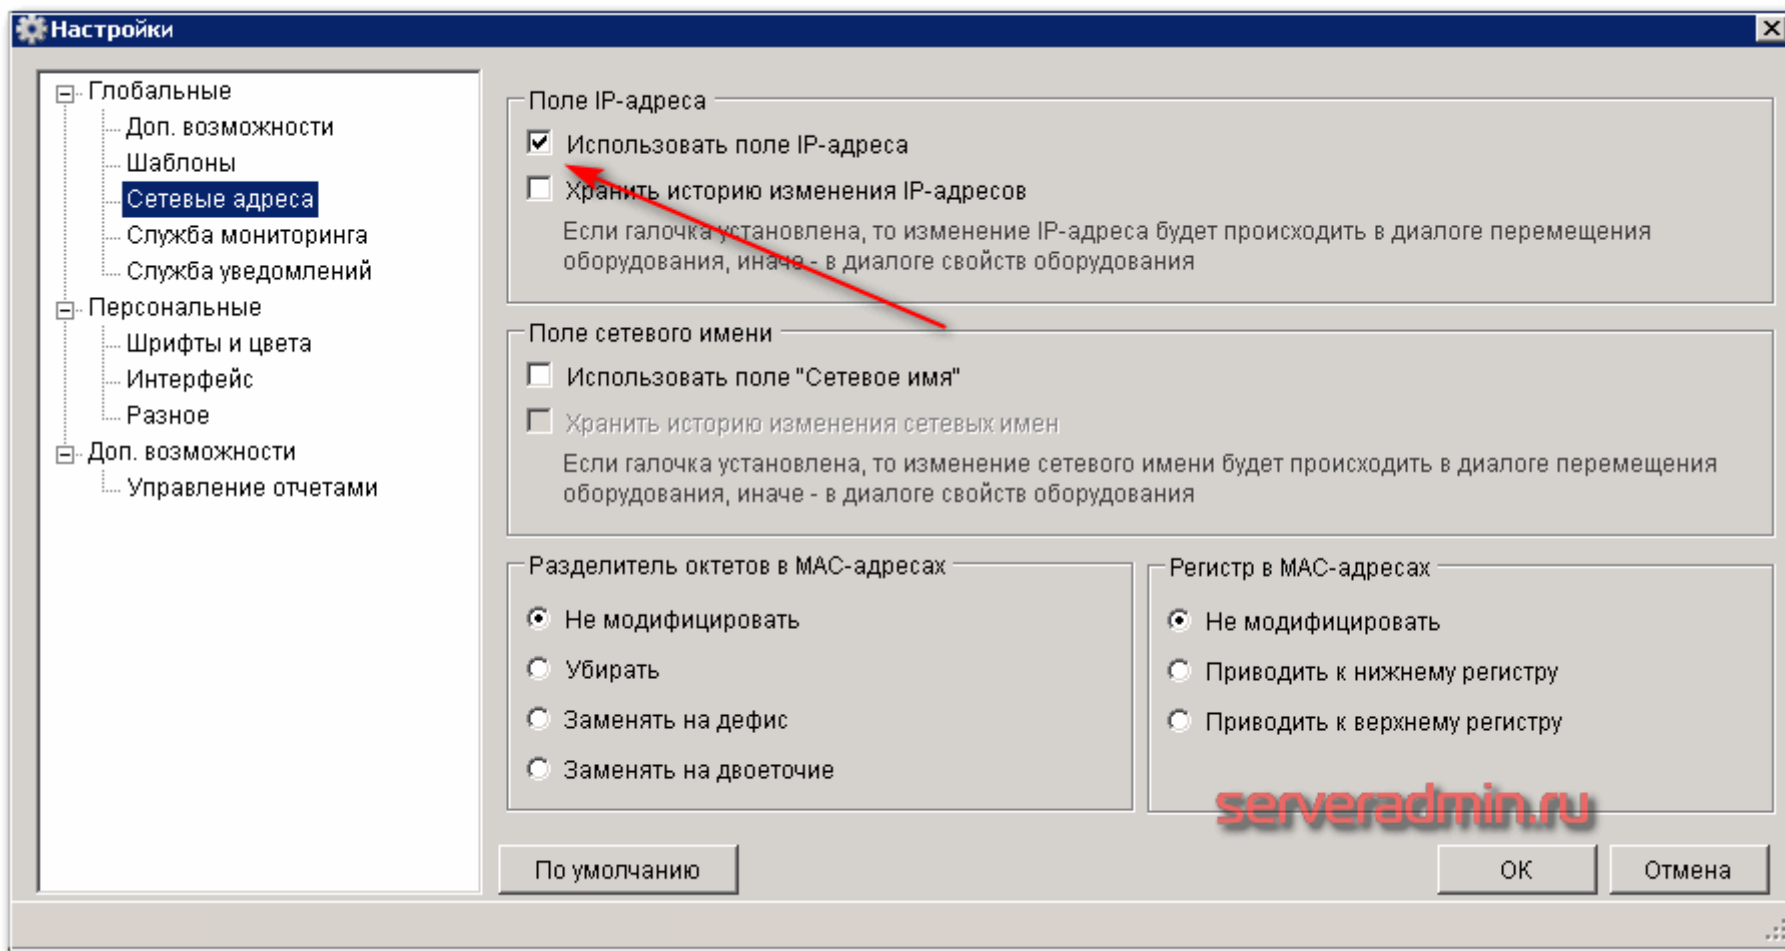 Настройки
Глобальные
Доп. возможности
Шаблоны
Сетевые адреса
Служба мониторинга
Служба уведомлений
Персональные
Шрифты и цвета
Интерфейс
Разное
Доп. возможности
Управление отчетами
Поле IP-адреса
Использовать поле IP-адреса
Хранить историю изменения IP-адресов
Если галочка установлена, то изменение IP-адреса будет происходить в диалоге перемещения
оборудования, иначе - в диалоге свойств оборудования
Поле сетевого имени
Использовать поле "Сетевое имя"
Хранить историю изменения сетевых имен
Если галочка установлена, то изменение сетевого имени будет происходить в диалоге перемещения
оборудования, иначе - в диалоге свойств оборудования
Разделитель октетов в MAC-адресах
Не модифицировать
Убирать
Заменять на дефис
Заменять на двоеточие
Регистр в MAC-адресах
Не модифицировать
Приводить к нижнему регистру
Приводить к верхнему регистру
serveradmin.ru
По умолчанию
OK
Отмена